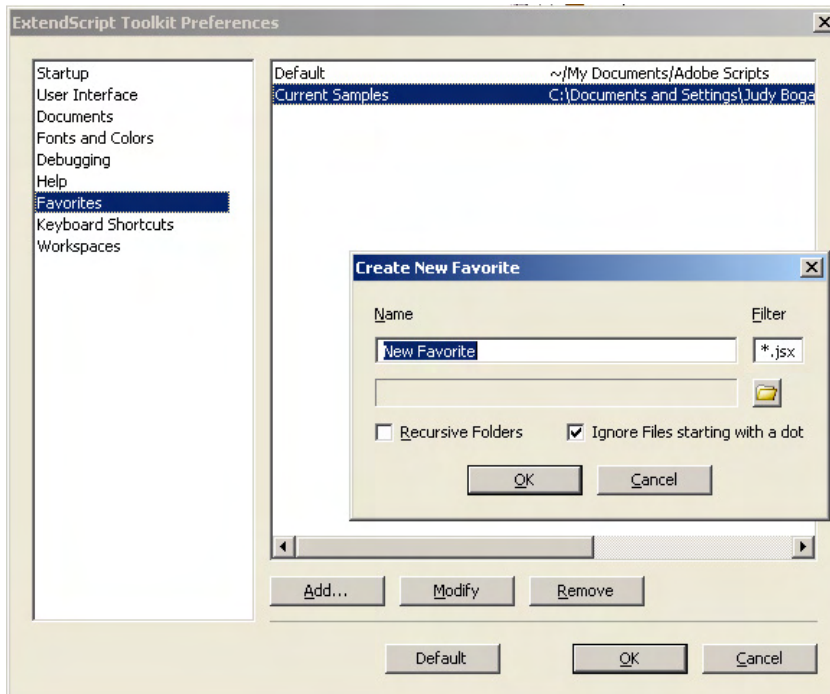 ExtendScript Toolkit Preferences
Startup
User Interface
Documents
Fonts and Colors
Debugging
Help
Favorites
Keyboard Shortcuts
Workspaces
Default ~/My Documents/Adobe Scripts
Current Samples C:\Documents and Settings\Judy Boga
Create New Favorite
Name Filter
New Favorite *.jsx
Recursive Folders Ignore Files starting with a dot
OK Cancel
Add... Modify Remove
Default OK Cancel